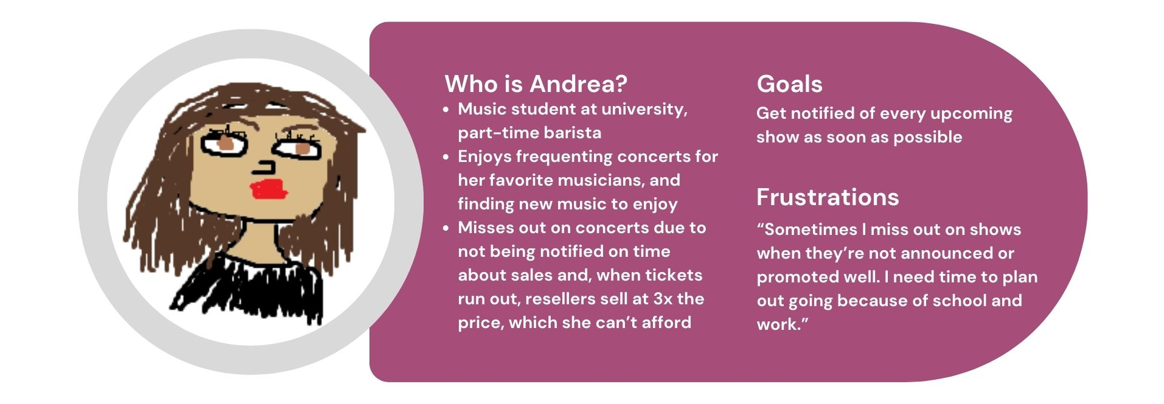 Who is Andrea?
• Music student at university,
part-time barista
• Enjoys frequenting concerts for
her favorite musicians, and
finding new music to enjoy
• Misses out on concerts due to
not being notified on time
about sales and, when tickets
run out, resellers sell at 3x the
price, which she can’t afford
Goals
Get notified of every upcoming
show as soon as possible
Frustrations
“Sometimes I miss out on shows
when they’re not announced or
promoted well. I need time to plan
out going because of school and
work.”